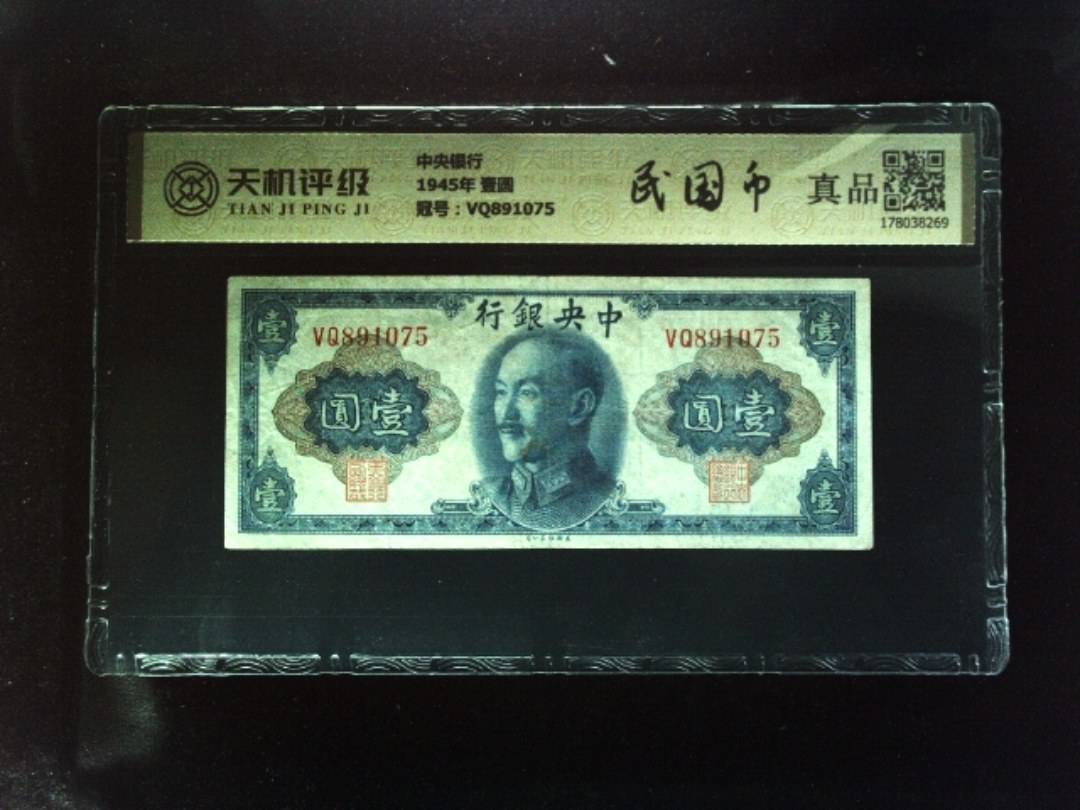 天机评级
TIAN JI PING JI
中央银行
1945年 壹圆
冠号：VQ891075
民国币
真品
178038269
行銀央中
壹
壹
VQ891075
VQ891075
圓壹
圓壹
壹
壹